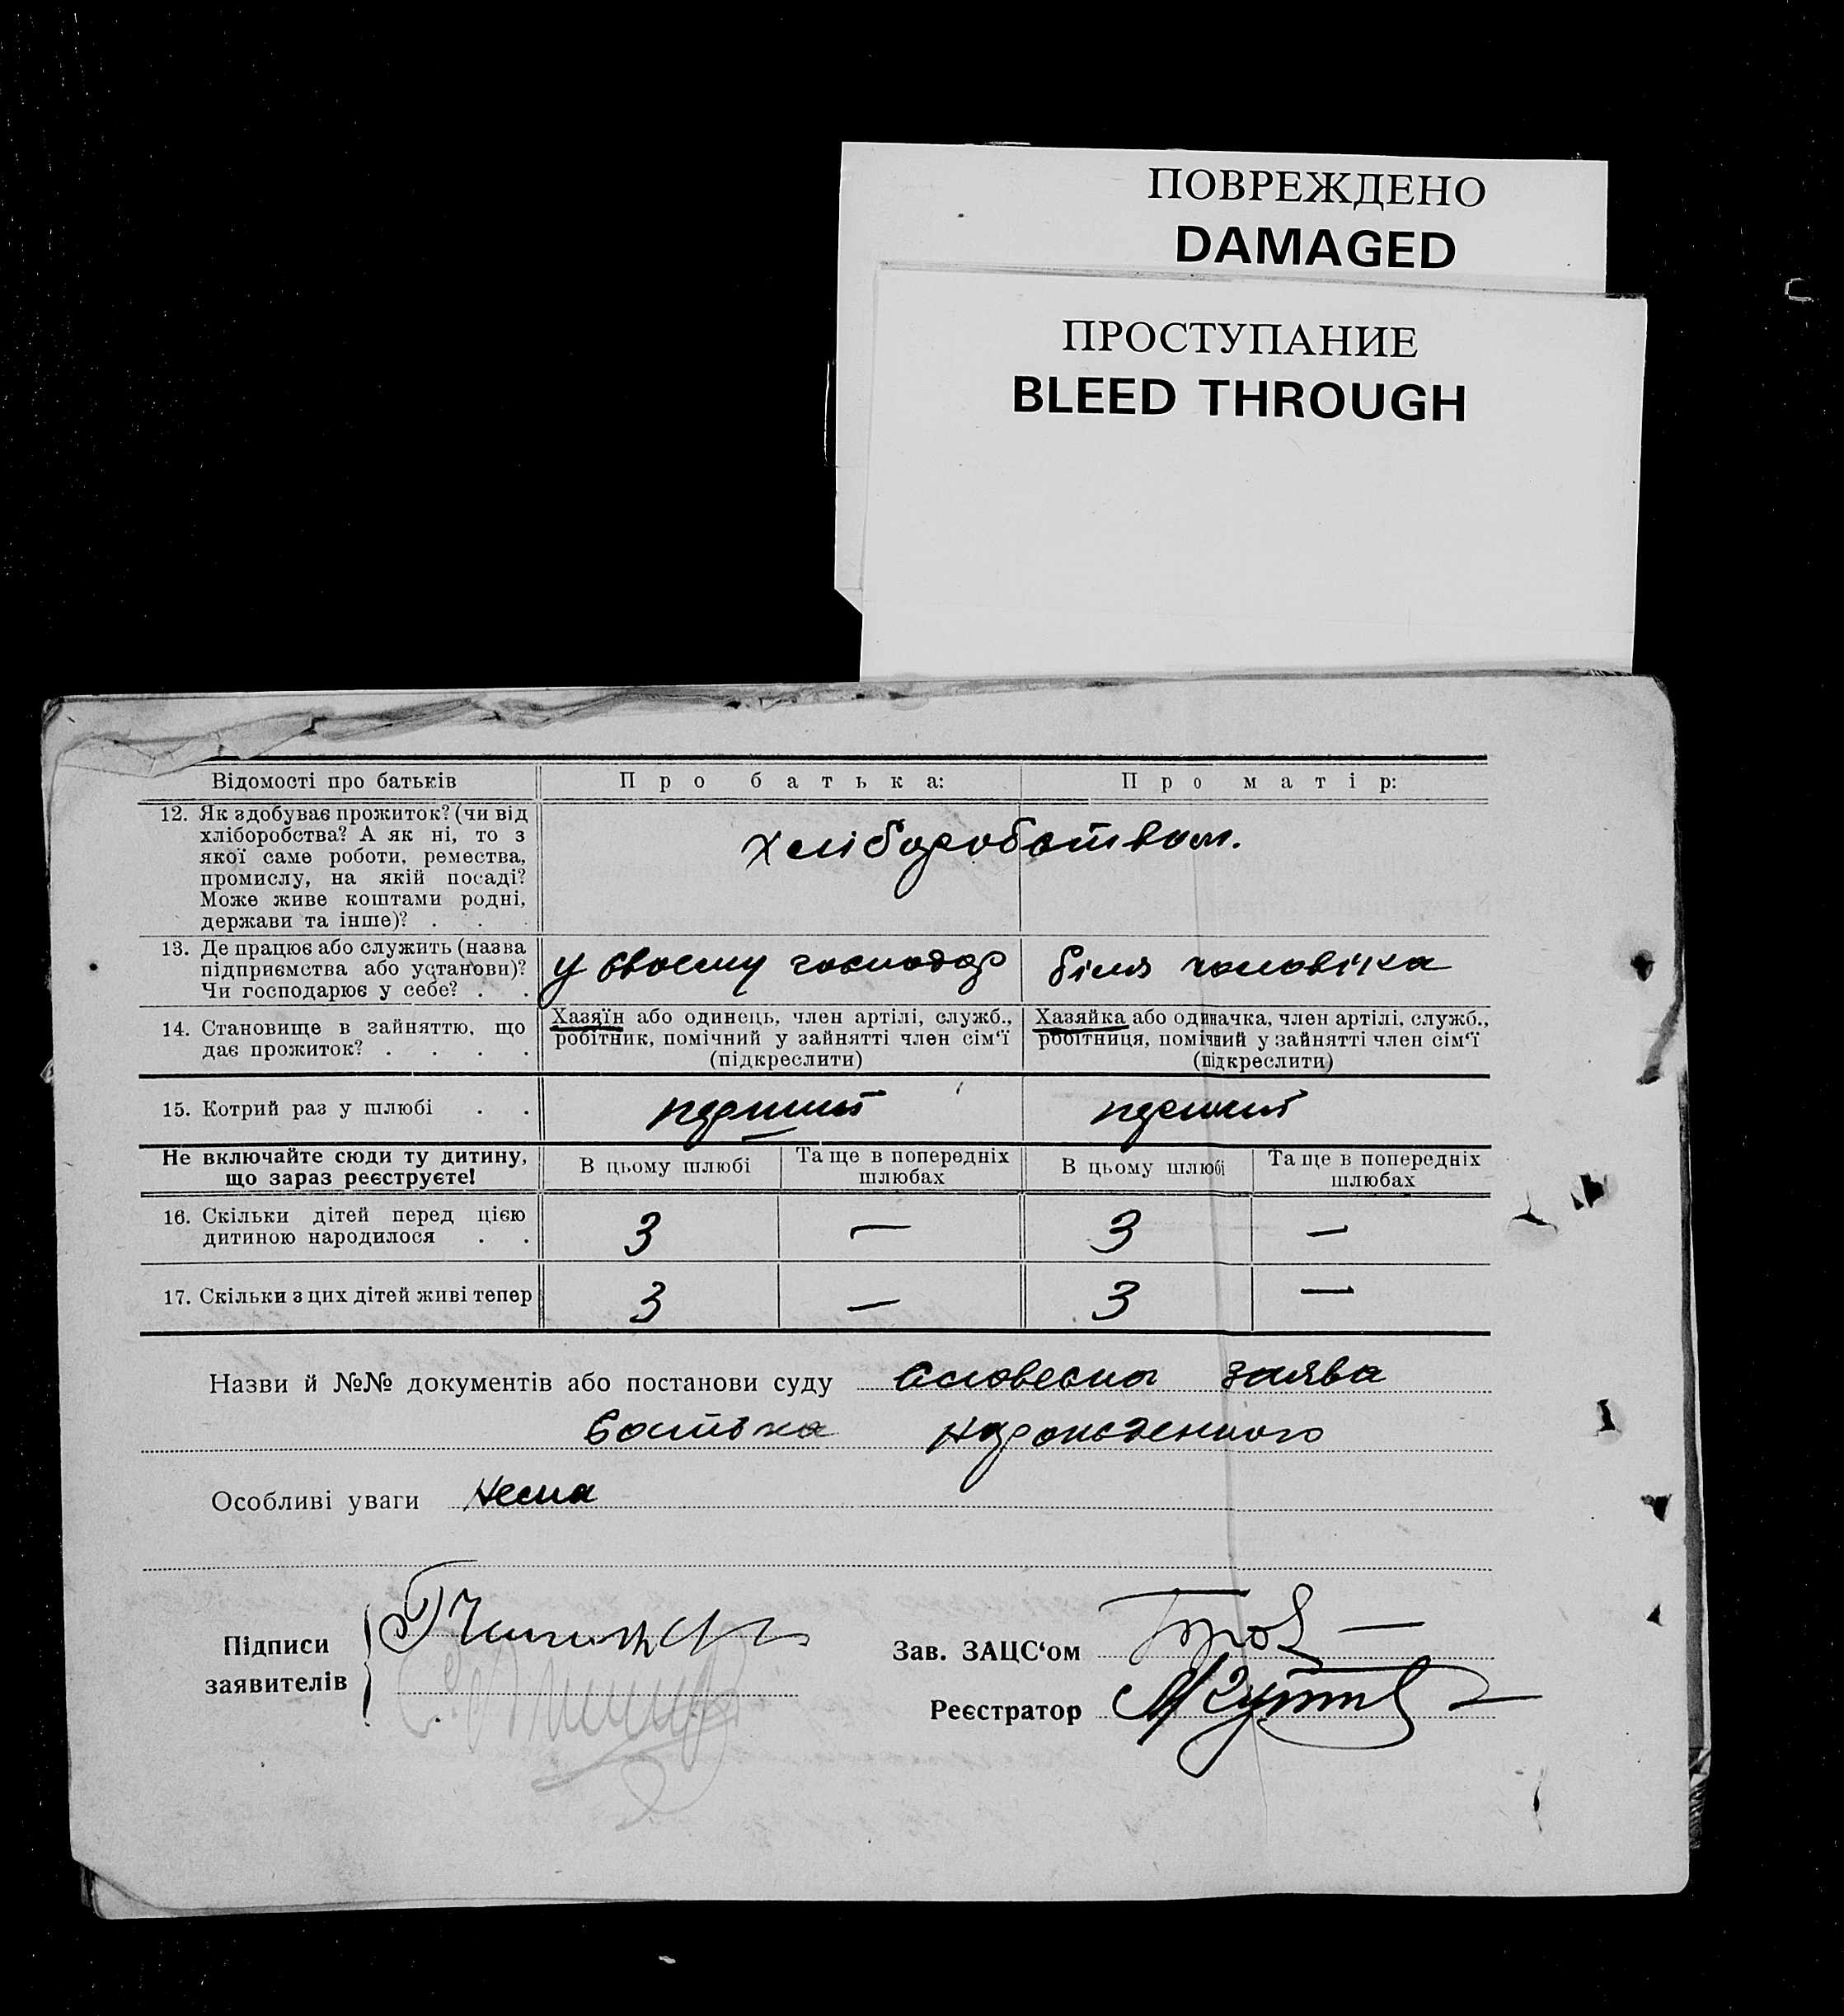 ПОВРЕЖДЕНО
DAMAGED
ПРОСТУПАНИЕ
BLEED THROUGH
Відомості про батьків Про батька: Про матір:
12. Як здобуває прожиток? (чи від
хліборобства? А як ні, то з
якої саме роботи, ремества,
промислу, на якій посаді?
Може живе коштами родні,
держави та інше)? . . .
хліборобством.
13. Де працює або служить (назва
підприємства або установи)?
Чи господарює у себе? . .
у своєму господар
біля чоловіка
14. Становище в зайняттю, що
дає прожиток? . . . .
Хазяїн або одинець, член артілі, служб.,
робітник, помічний у зайнятті член сім‘ї
(підкреслити)
Хазяйка або одиначка, член артілі, служб.,
робітниця, помічний у зайнятті член сім‘ї
(підкреслити)
15. Котрий раз у шлюбі . . перший перший
Не включайте сюди ту дитину,
що зараз реєструєте!
В цьому шлюбі
Та ще в попередніх
шлюбах
В цьому шлюбі
Та ще в попередніх
шлюбах
16. Скільки дітей перед цією
дитиною народилося . .
3 — 3 —
17. Скільки з цих дітей живі тепер 3 — 3 —
Назви й №№ документів або постанови суду Словесна заява
батька
Особливі уваги нема
Підписи
заявителів
Зав. ЗАЦС‘ом
Реєстратор